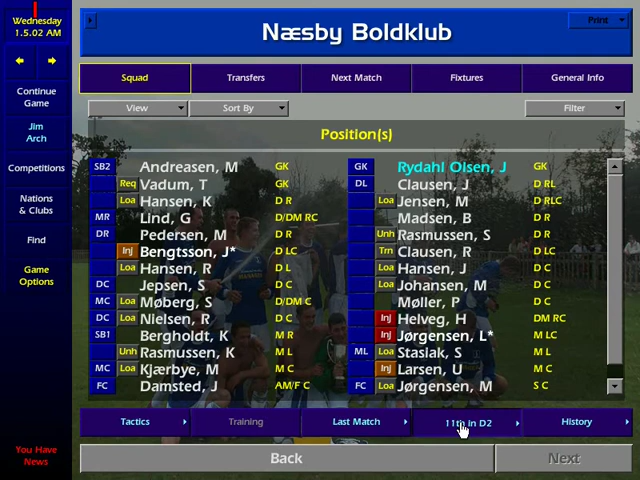 Wednesday
1.5.02 AM
Continue
Game
Jim
Arch
Competitions
Nations
& Clubs
Find
Game
Options
You Have
News
Næsby Boldklub
Print
Squad Transfers Next Match Fixtures General Info
View Sort By Filter
Position(s)
SB2 Andreasen, M GK
Req Vadum, T GK
Loa Hansen, K D R
MR Lind, G D/DM RC
DR Pedersen, M D R
Inj Bengtsson, J* D LC
Loa Hansen, R D L
DC Jepsen, S D C
MC Loa Møberg, S D/DM C
DC Loa Nielsen, R D C
SB1 Bergholdt, K M R
Unh Rasmussen, K M L
MC Loa Kjærbye, M M C
FC Damsted, J AM/F C
GK Rydahl Olsen, J GK
DL Clausen, J D RL
Loa Jensen, M D RLC
Madsen, B D R
Unh Rasmussen, S D R
Trn Clausen, R D LC
Loa Hansen, J D C
Loa Johansen, M D C
Møller, P D C
Inj Helveg, H DM RC
Inj Jørgensen, L* M LC
ML Loa Staslak, S M L
Inj Larsen, U M C
FC Loa Jørgensen, M S C
Tactics Training Last Match 11th in D2 History
Back Next